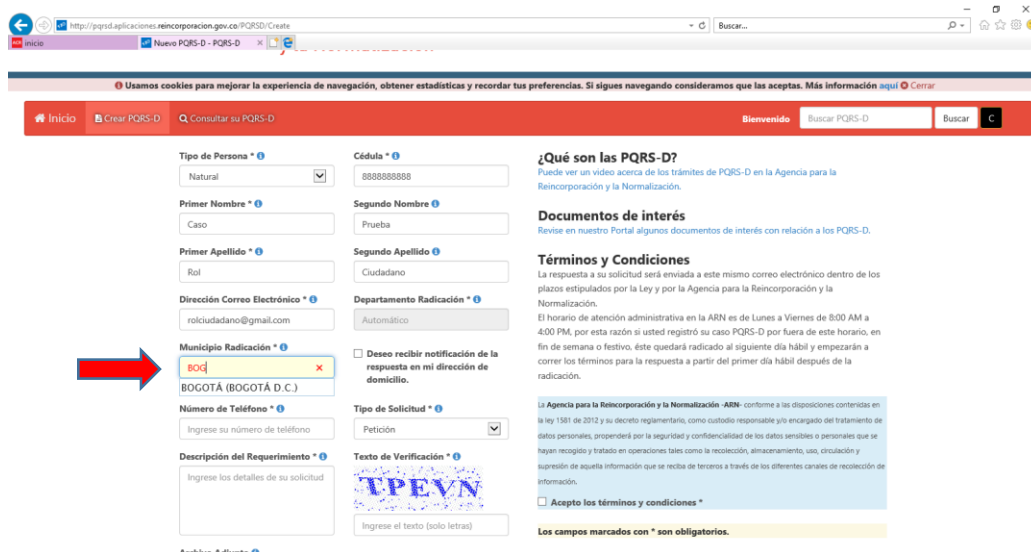 http://pqrsd.aplicaciones.reincorporacion.gov.co/PQRSD/Create
Buscar...
inicio
Nuevo PQRS-D - PQRS-D
Usamos cookies para mejorar la experiencia de navegación, obtener estadísticas y recordar tus preferencias. Si sigues navegando consideramos que las aceptas. Más información aquí Cerrar
Inicio
Crear PQRS-D
Consultar su PQRS-D
Bienvenido
Buscar PQRS-D
Buscar
C
Tipo de Persona *
Cédula *
Natural
8888888888
Primer Nombre *
Segundo Nombre
Caso
Prueba
Primer Apellido *
Segundo Apellido
Rol
Ciudadano
Dirección Correo Electrónico *
Departamento Radicación *
rolciudadano@gmail.com
Automático
Municipio Radicación *
BOG
BOGOTÁ (BOGOTÁ D.C.)
Deseo recibir notificación de la
respuesta en mi dirección de
domicilio.
Número de Teléfono *
Tipo de Solicitud *
Ingrese su número de teléfono
Petición
Descripción del Requerimiento *
Texto de Verificación *
Ingrese los detalles de su solicitud
TPEVN
Ingrese el texto (solo letras)
Archivo Adjunto
¿Qué son las PQRS-D?
Puede ver un video acerca de los trámites de PQRS-D en la Agencia para la
Reincorporación y la Normalización.
Documentos de interés
Revise en nuestro Portal algunos documentos de interés con relación a los PQRS-D.
Términos y Condiciones
La respuesta a su solicitud será enviada a este mismo correo electrónico dentro de los
plazos estipulados por la Ley y por la Agencia para la Reincorporación y la
Normalización.
El horario de atención administrativa en la ARN es de Lunes a Viernes de 8:00 AM a
4:00 PM, por esta razón si usted registró su caso PQRS-D por fuera de este horario, en
fin de semana o festivo, éste quedará radicado al siguiente día hábil y empezarán a
correr los términos para la respuesta a partir del primer día hábil después de la
radicación.
La Agencia para la Reincorporación y la Normalización -ARN- conforme a las disposiciones contenidas en
la ley 1581 de 2012 y su decreto reglamentario, como custodio responsable y/o encargado del tratamiento de
datos personales, propenderá por la seguridad y confidencialidad de los datos sensibles o personales que se
hayan recogido y tratado en operaciones tales como la recolección, almacenamiento, uso, circulación y
supresión de aquella información que se reciba de terceros a través de los diferentes canales de recolección de
información.
Acepto los términos y condiciones *
Los campos marcados con * son obligatorios.